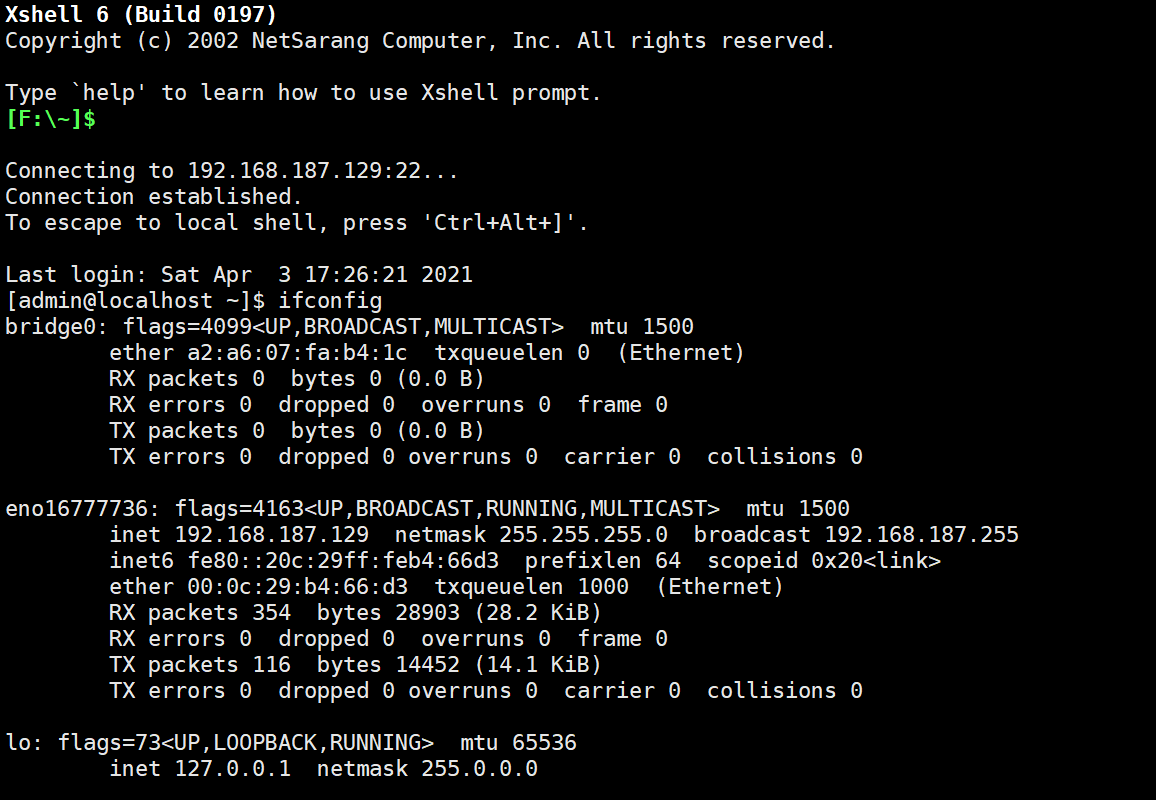 Xshell 6 (Build 0197)
Copyright (c) 2002 NetSarang Computer, Inc. All rights reserved.
Type `help' to learn how to use Xshell prompt.
[F:\~]$
Connecting to 192.168.187.129:22...
Connection established.
To escape to local shell, press 'Ctrl+Alt+]'.
Last login: Sat Apr  3 17:26:21 2021
[admin@localhost ~]$ ifconfig
bridge0: flags=4099<UP,BROADCAST,MULTICAST>  mtu 1500
        ether a2:a6:07:fa:b4:1c  txqueuelen 0  (Ethernet)
        RX packets 0  bytes 0 (0.0 B)
        RX errors 0  dropped 0  overruns 0  frame 0
        TX packets 0  bytes 0 (0.0 B)
        TX errors 0  dropped 0 overruns 0  carrier 0  collisions 0
eno16777736: flags=4163<UP,BROADCAST,RUNNING,MULTICAST>  mtu 1500
        inet 192.168.187.129  netmask 255.255.255.0  broadcast 192.168.187.255
        inet6 fe80::20c:29ff:feb4:66d3  prefixlen 64  scopeid 0x20<link>
        ether 00:0c:29:b4:66:d3  txqueuelen 1000  (Ethernet)
        RX packets 354  bytes 28903 (28.2 KiB)
        RX errors 0  dropped 0  overruns 0  frame 0
        TX packets 116  bytes 14452 (14.1 KiB)
        TX errors 0  dropped 0 overruns 0  carrier 0  collisions 0
lo: flags=73<UP,LOOPBACK,RUNNING>  mtu 65536
        inet 127.0.0.1  netmask 255.0.0.0